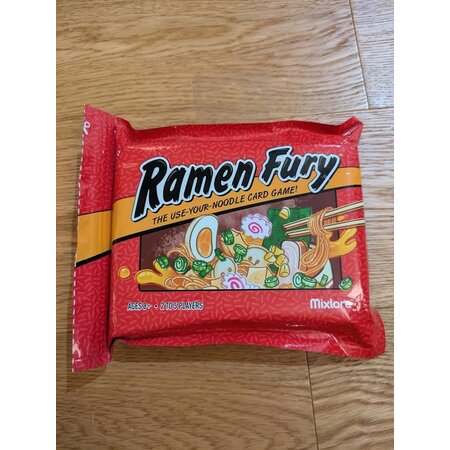 Ramen Fury
THE USE-YOUR-NOODLE CARD GAME!
AGES 8+ • 2 TO 5 PLAYERS
Mixlore